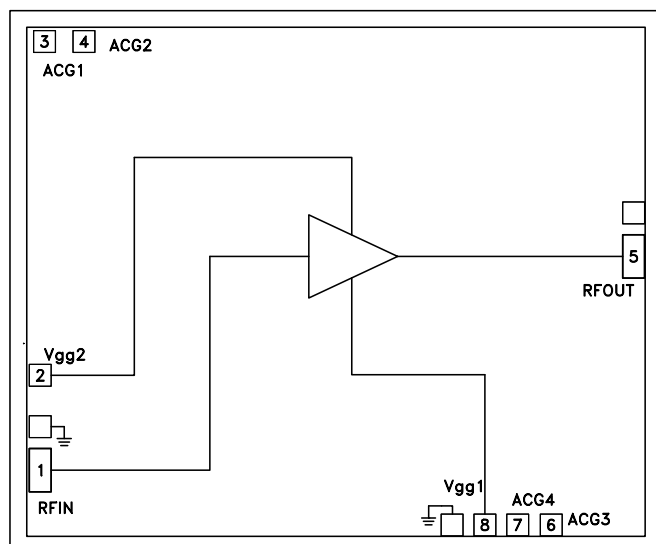 3 4 ACG2
ACG1
5
RFOUT
Vgg2
2
1
RFIN
Vgg1 ACG4
8 7 6 ACG3